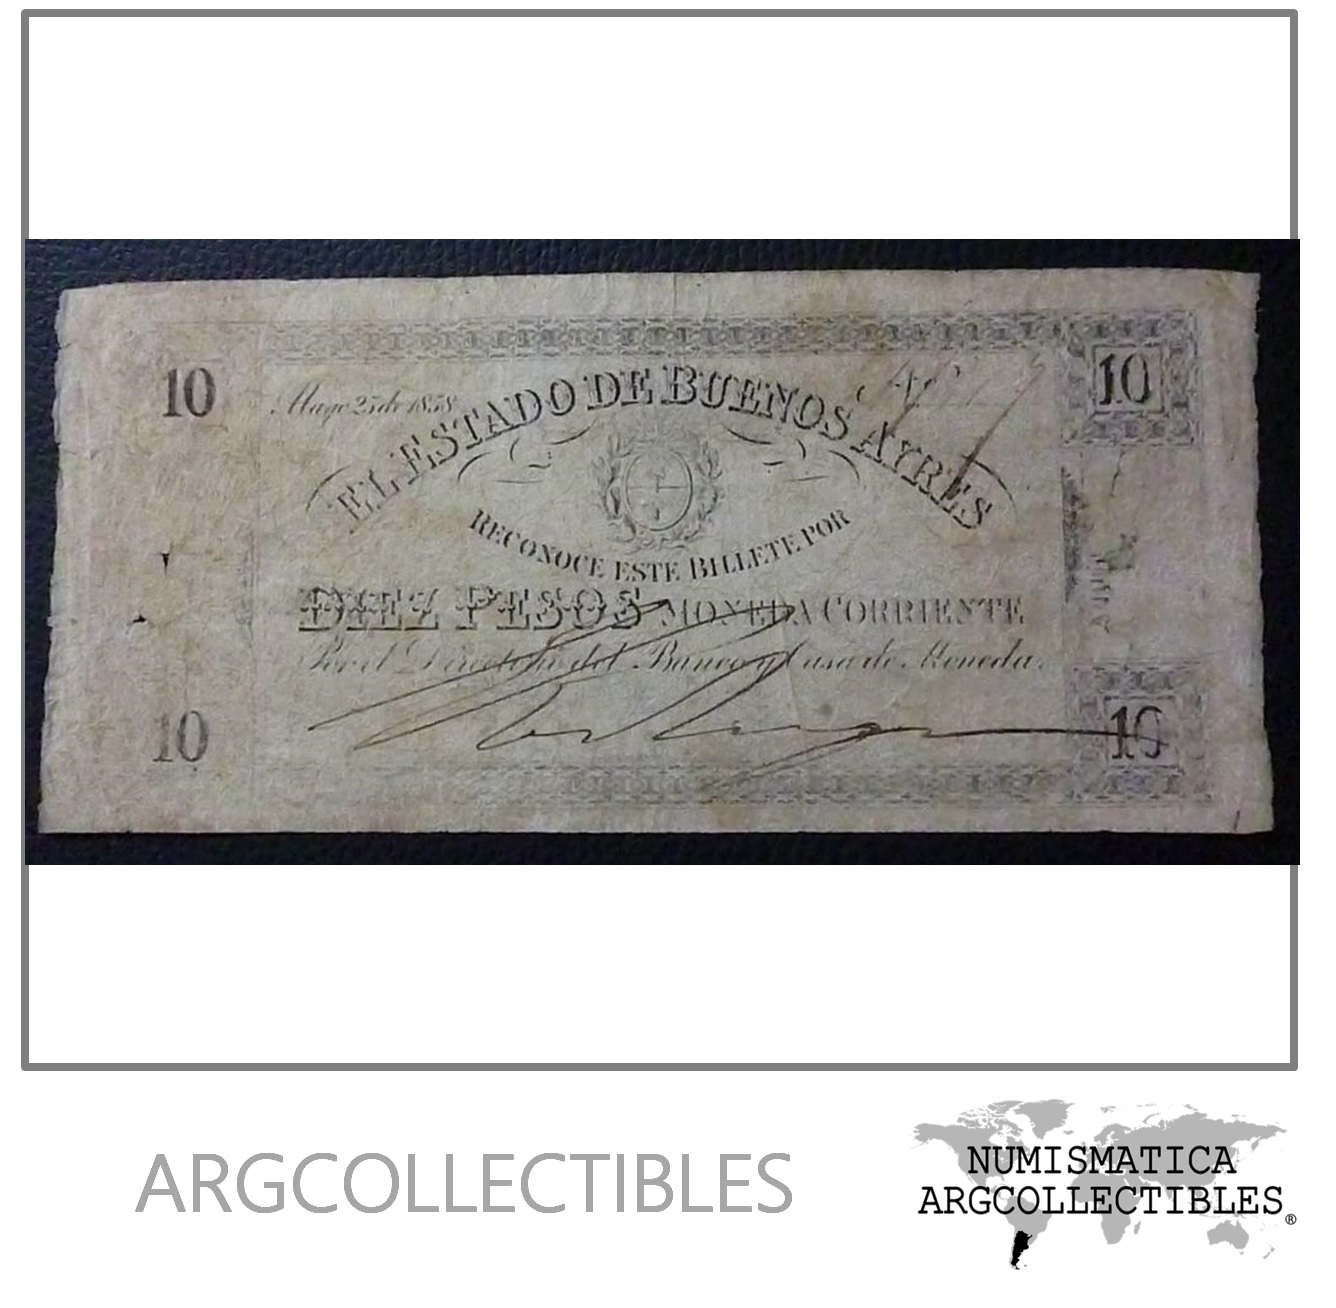 10
Mayo 25 de 1858
Nº
10
EL ESTADO DE BUENOS AYRES
RECONOCE ESTE BILLETE POR
DIEZ PESOS MONEDA CORRIENTE
Por el Directorio del Banco y Casa de Moneda.
10
10
ARGCOLLECTIBLES
NUMISMATICA
ARGCOLLECTIBLES®